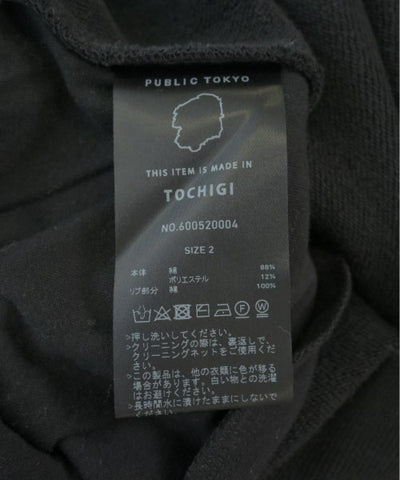 PUBLIC TOKYO
THIS ITEM IS MADE IN
TOCHIGI
NO.600520004
SIZE 2
本体 綿 88%
ポリエステル 12%
リブ部分 綿 100%
>押し洗いしてください。
>クリーニングの際は、裏返しで、
クリーニングネットをご使用くだ
さい。
>この製品は、他の衣類に色が移る
場合があります。白い物との洗濯
はお避けください。
>長時間水に漬けたままにしないで
ください。